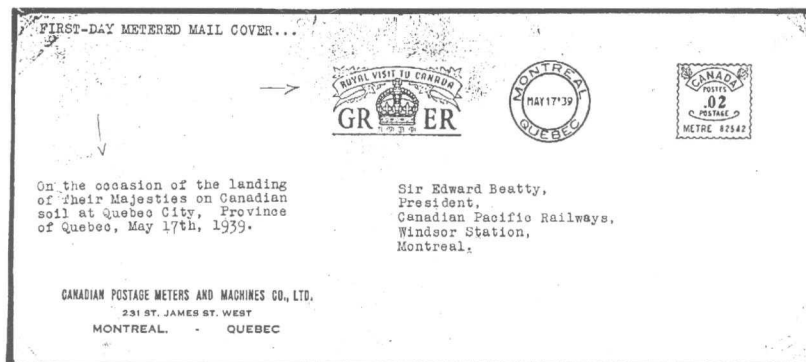 FIRST-DAY METERED MAIL COVER...
ROYAL VISIT TO CANADA
GR ER
MONTREAL
MAY 17 '39
QUEBEC
CANADA
POSTES
.02
POSTAGE
METRE 82542
On the occasion of the landing
of Their Majesties on Canadian
soil at Quebec City, Province
of Quebec, May 17th, 1939.
Sir Edward Beatty,
President,
Canadian Pacific Railways,
Windsor Station,
Montreal.
CANADIAN POSTAGE METERS AND MACHINES CO., LTD.
231 ST. JAMES ST. WEST
MONTREAL. - QUEBEC